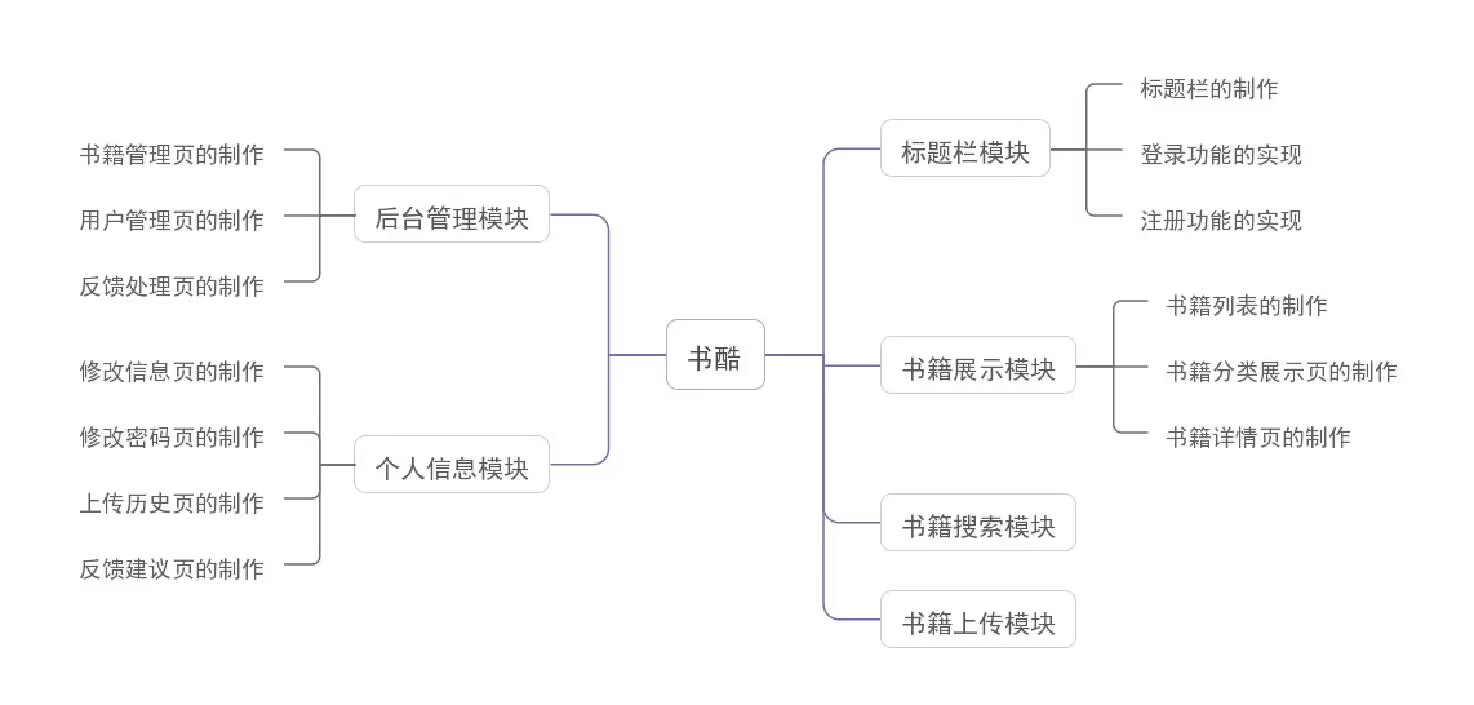 书酷
标题栏模块
标题栏的制作
登录功能的实现
注册功能的实现
书籍展示模块
书籍列表的制作
书籍分类展示页的制作
书籍详情页的制作
书籍搜索模块
书籍上传模块
后台管理模块
书籍管理页的制作
用户管理页的制作
反馈处理页的制作
个人信息模块
修改信息页的制作
修改密码页的制作
上传历史页的制作
反馈建议页的制作